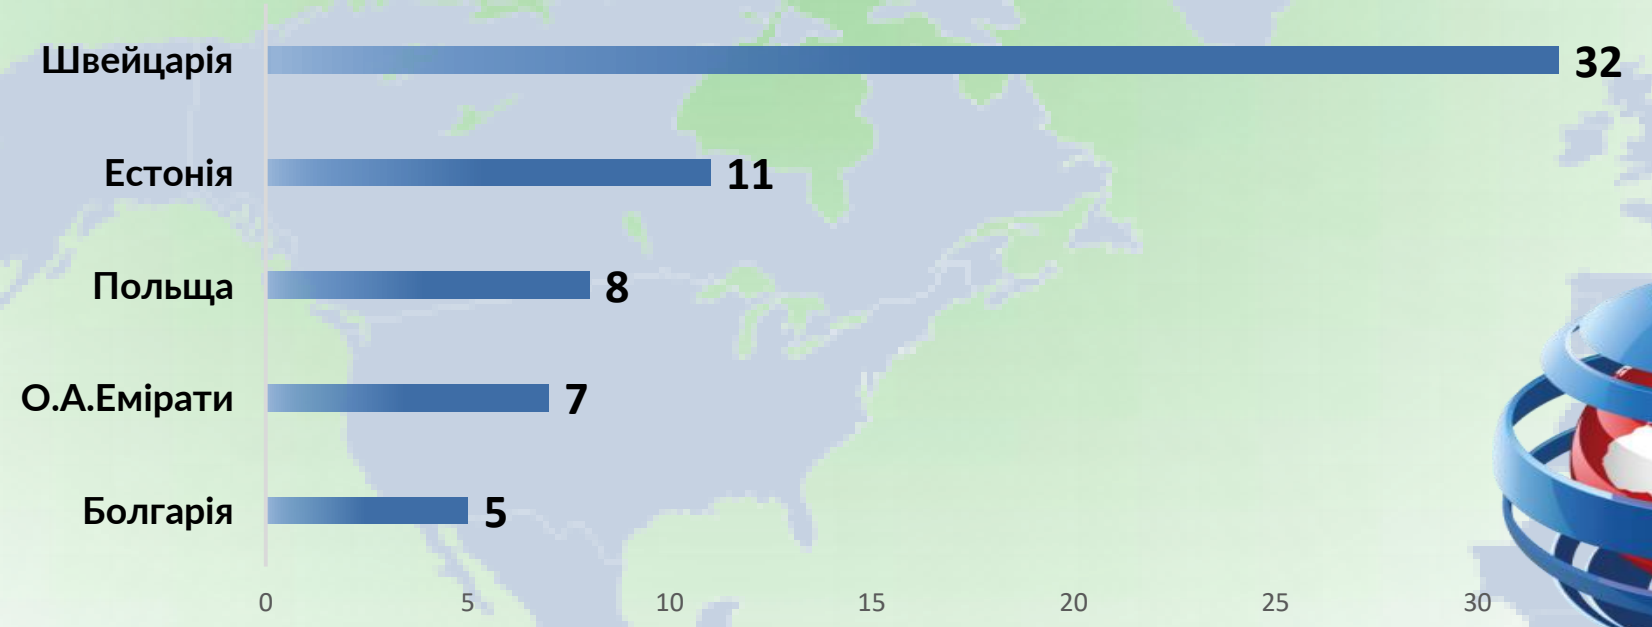 Швейцарія 32
Естонія 11
Польща 8
О.А.Емірати 7
Болгарія 5
0 5 10 15 20 25 30